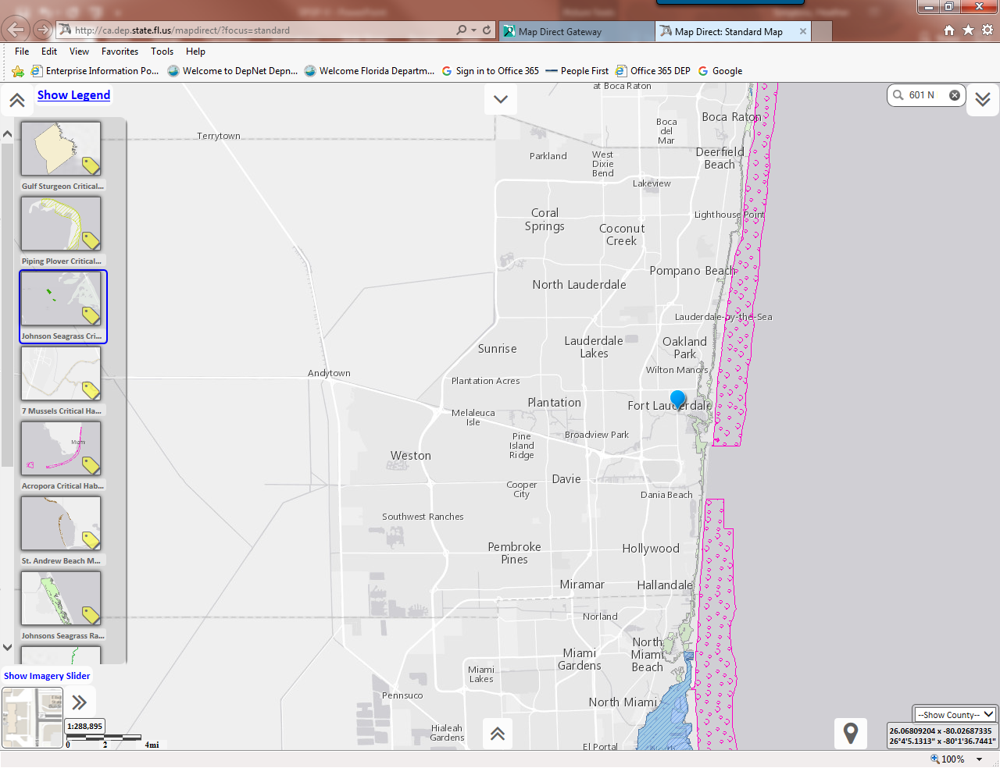 http://ca.dep.state.fl.us/mapdirect/?focus=standard
Map Direct Gateway
Map Direct: Standard Map
File Edit View Favorites Tools Help
Enterprise Information Po...
Welcome to DepNet Depn...
Welcome Florida Departm...
Sign in to Office 365
People First
Office 365 DEP
Google
Show Legend
601 N
Gulf Sturgeon Critical...
Piping Plover Critical...
Johnson Seagrass Cri...
7 Mussels Critical Ha...
Miami
Acropora Critical Hab...
St. Andrew Beach M...
Johnsons Seagrass Ra...
Show Imagery Slider
1:288,895
0 2 4mi
at Boca Raton
Boca Raton
Boca
del
Mar
Terrytown
Parkland
West
Dixie
Bend
Deerfield
Beach
Lakeview
Coral
Springs
Lighthouse Point
Coconut
Creek
Pompano Beach
North Lauderdale
Lauderdale-by-the-Sea
Sunrise
Lauderdale
Lakes
Oakland
Park
Wilton Manors
Andytown
Plantation Acres
Plantation
Fort Lauderdale
Melaleuca
Isle
Broadview Park
Pine
Island
Ridge
Weston
Davie
Cooper
City
Dania Beach
Southwest Ranches
Pembroke
Pines
Hollywood
Miramar
Hallandale
Norland
North
Miami
Beach
Miami
Gardens
Miami
Lakes
Pennsuco
North Miami
Hialeah
Gardens
El Portal
--Show County--
26.06809204 x -80.02687335
26°4'5.1313" x -80°1'36.7441"
100%